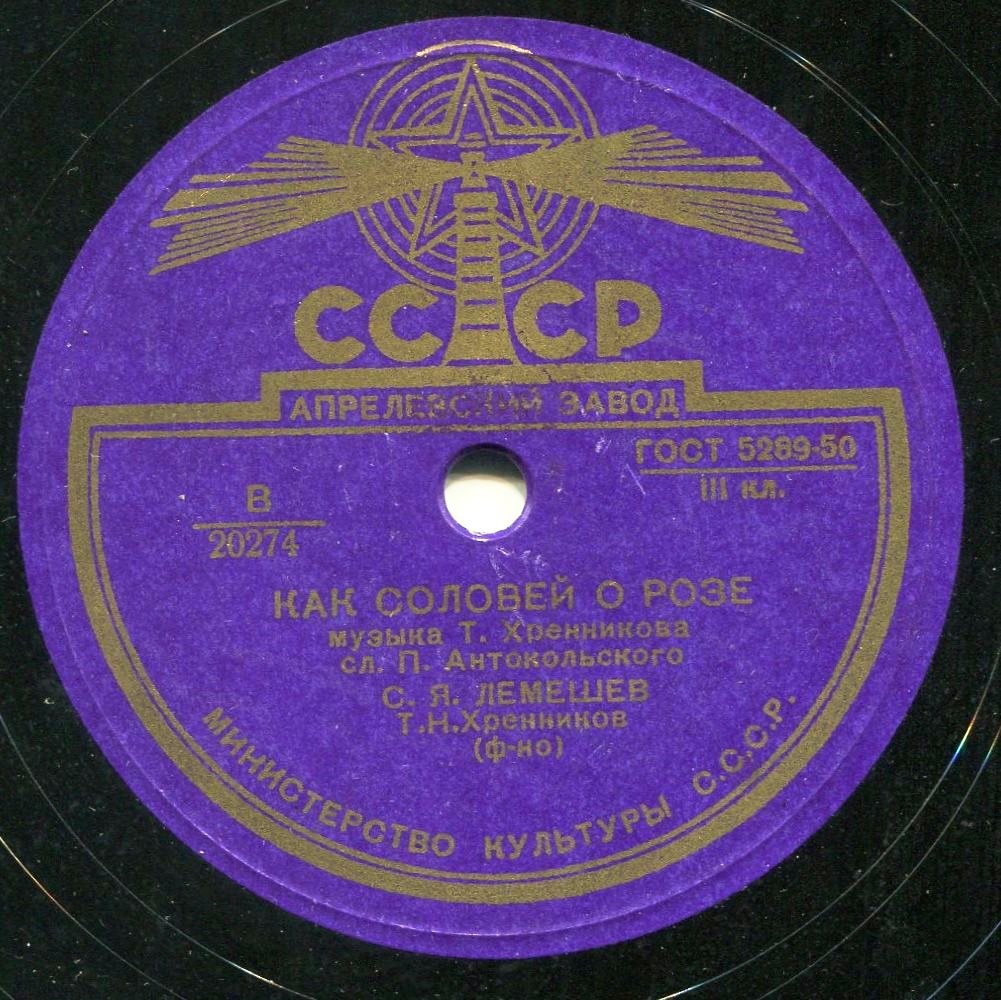 СССР
АПРЕЛЕВСКИЙ ЗАВОД
ГОСТ 5289-50
III кл.
В
20274
КАК СОЛОВЕЙ О РОЗЕ
музыка Т. Хренникова
сл. П. Антокольского
С. Я. ЛЕМЕШЕВ
Т.Н.Хренников
(ф-но)
МИНИСТЕРСТВО КУЛЬТУРЫ С.С.С.Р.